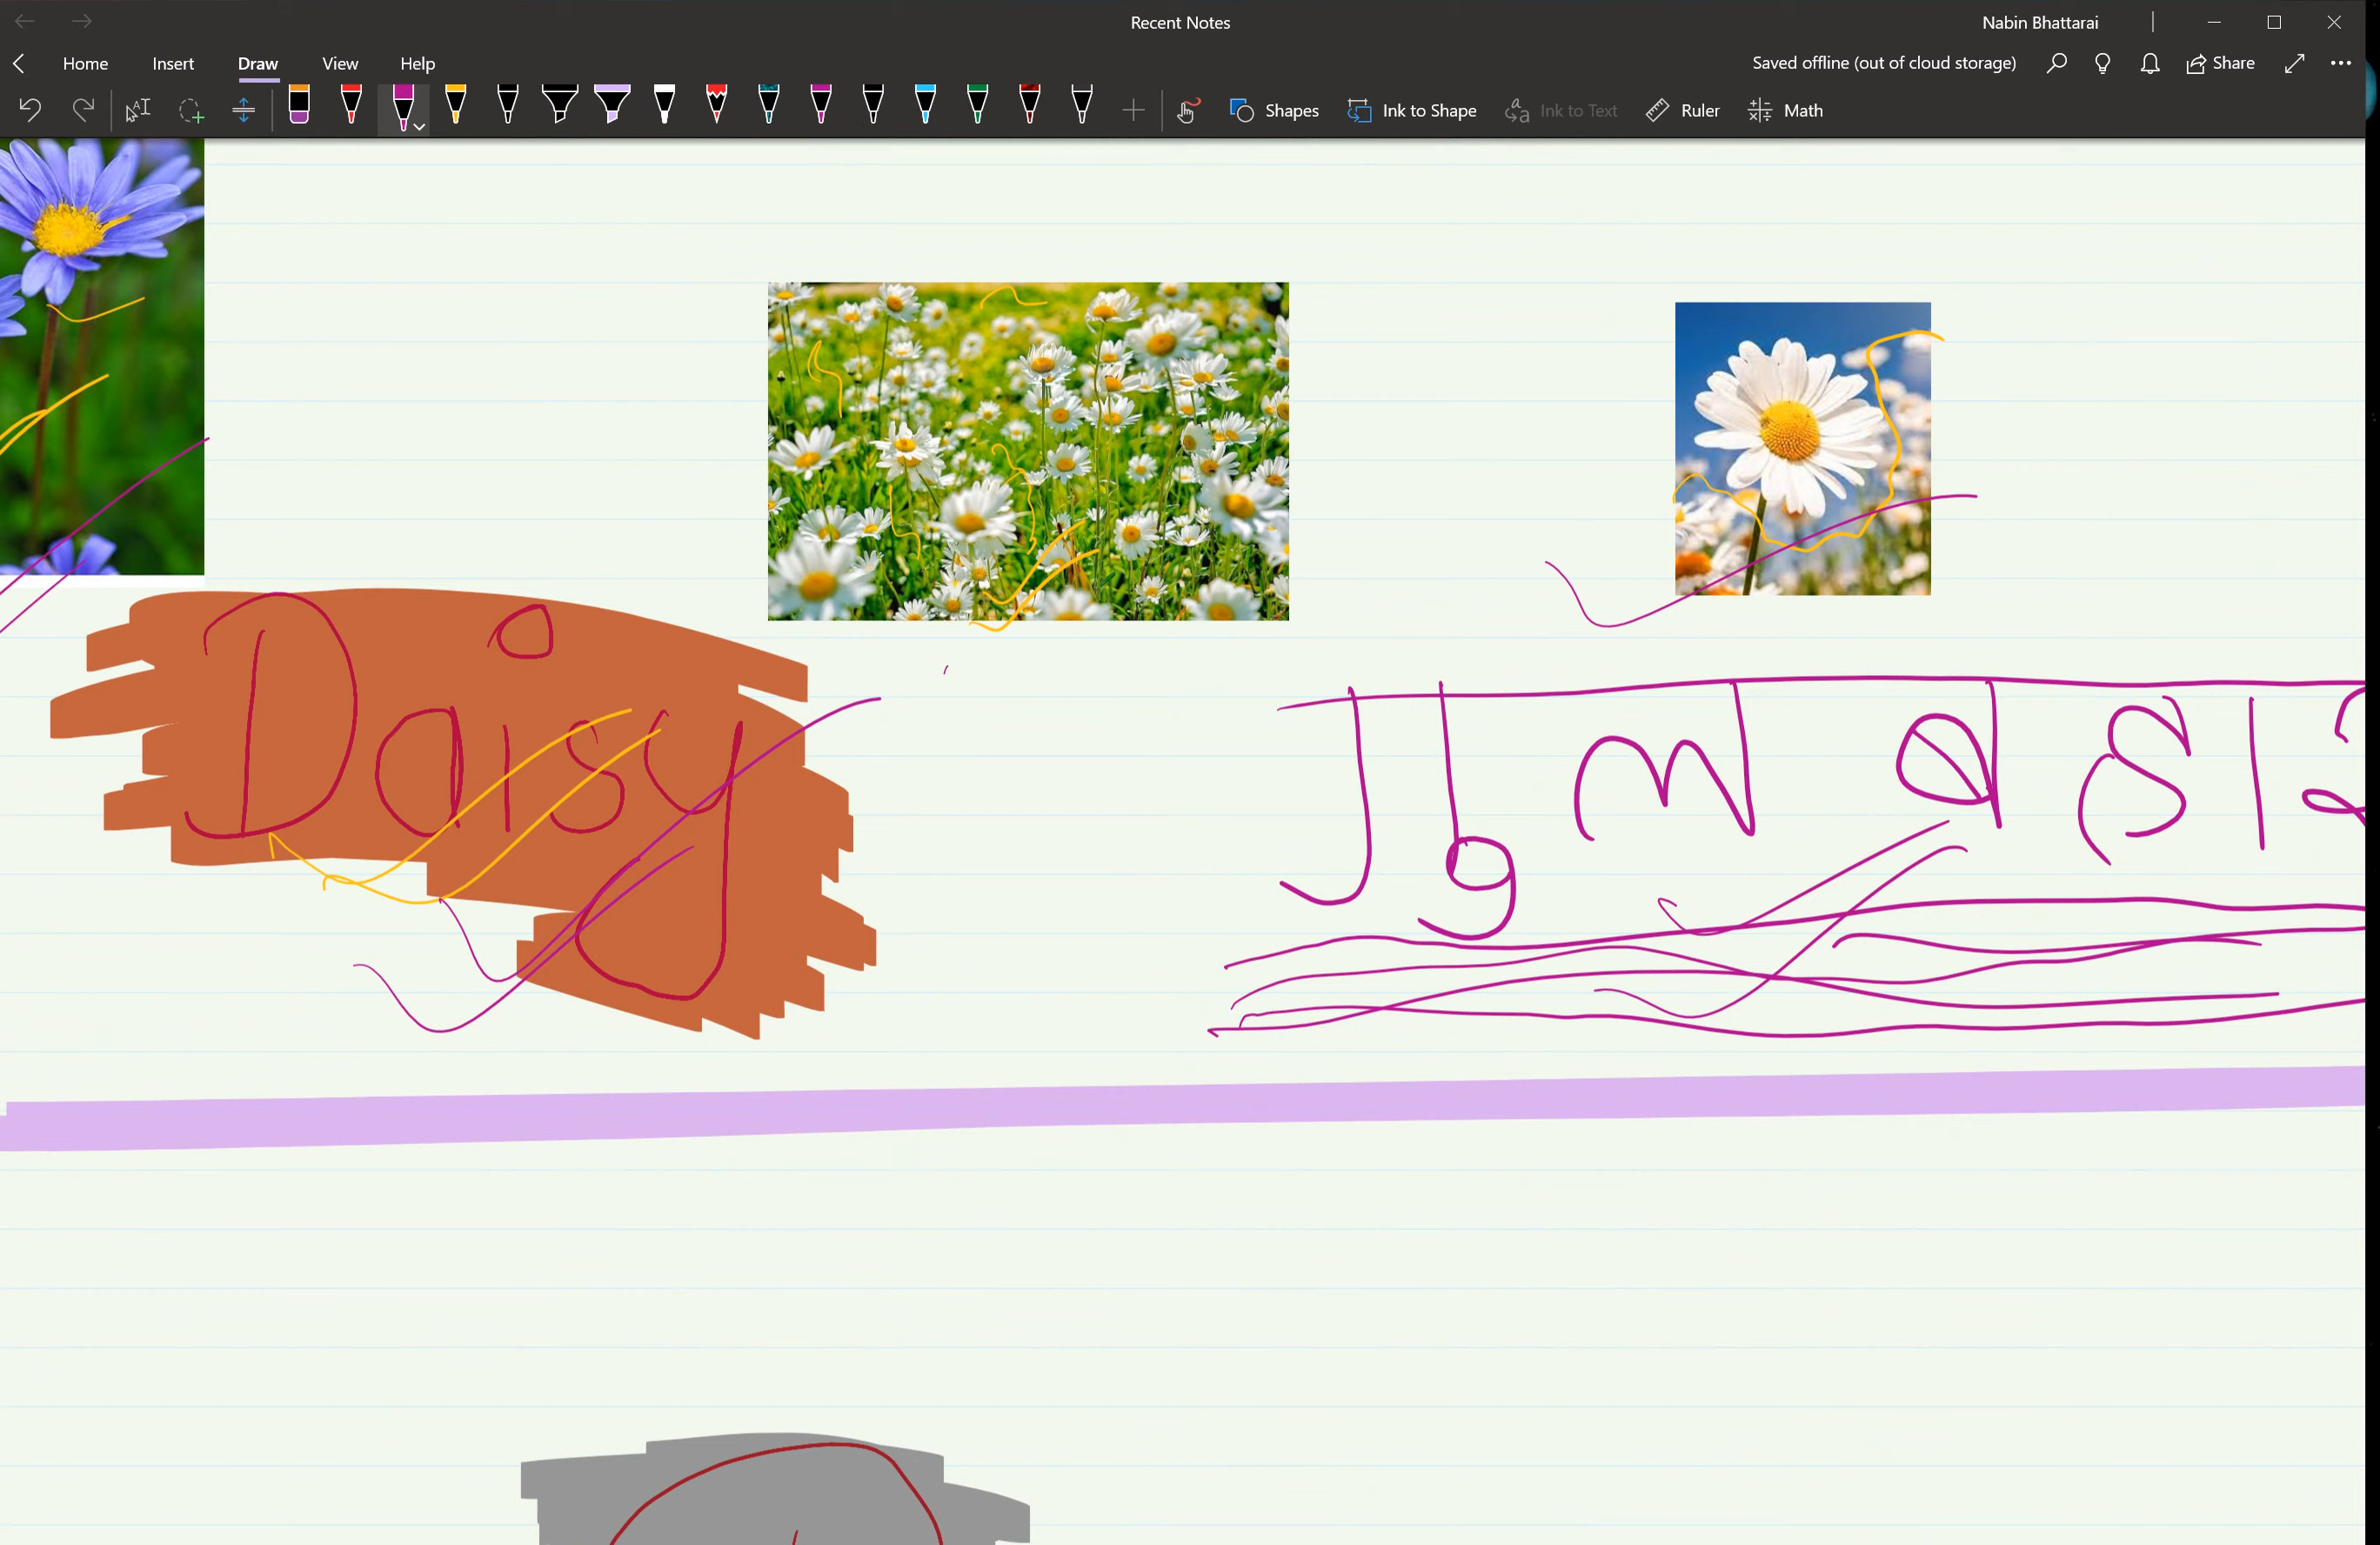 Recent Notes
Nabin Bhattarai
Home Insert Draw View Help
Saved offline (out of cloud storage)
Share
Shapes
Ink to Shape
Ink to Text
Ruler
Math
Daisy